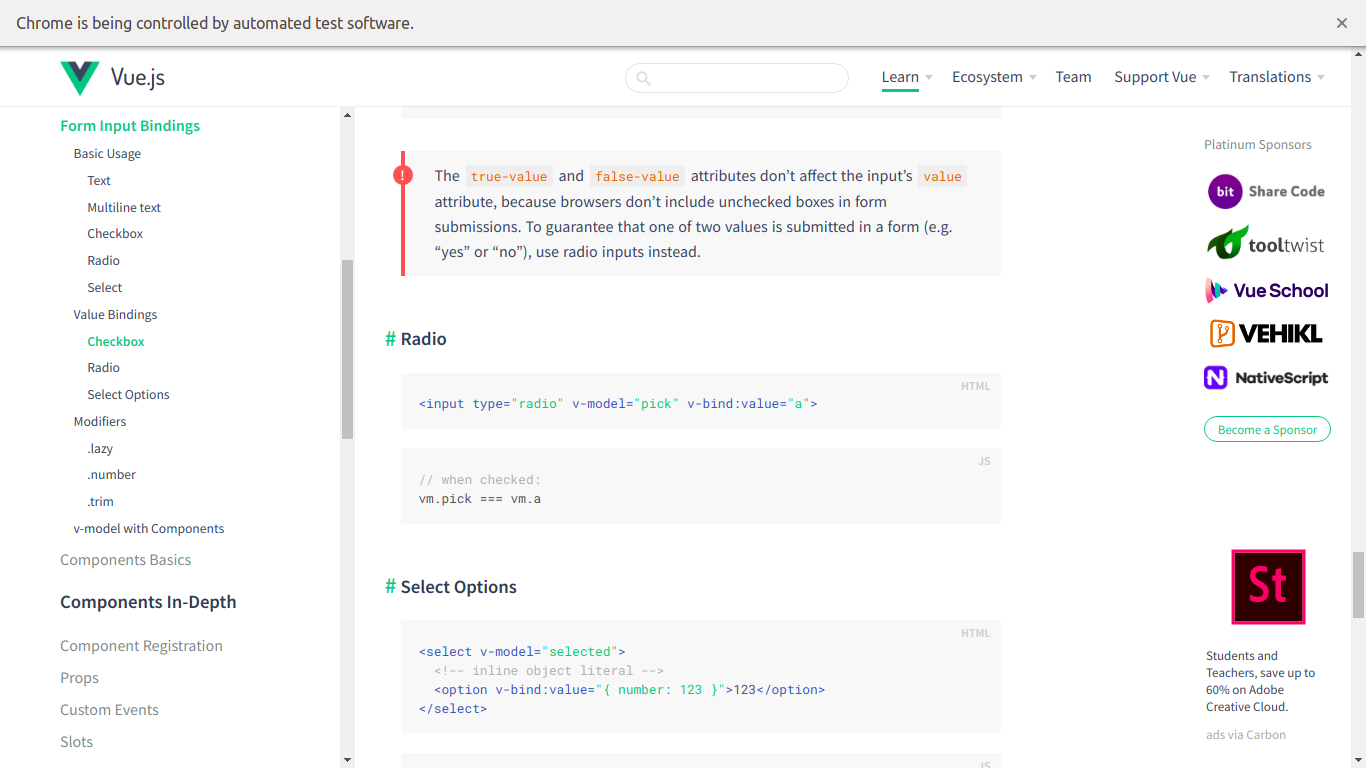 Chrome is being controlled by automated test software.
Vue.js
Learn
Ecosystem
Team
Support Vue
Translations
Form Input Bindings
Basic Usage
Text
Multiline text
Checkbox
Radio
Select
Value Bindings
Checkbox
Radio
Select Options
Modifiers
.lazy
.number
.trim
v-model with Components
Components Basics
Components In-Depth
Component Registration
Props
Custom Events
Slots
!
The true-value and false-value attributes don’t affect the input’s value
attribute, because browsers don’t include unchecked boxes in form
submissions. To guarantee that one of two values is submitted in a form (e.g.
“yes” or “no”), use radio inputs instead.
# Radio
HTML
<input type="radio" v-model="pick" v-bind:value="a">
JS
// when checked:
vm.pick === vm.a
# Select Options
HTML
<select v-model="selected">
<!-- inline object literal -->
<option v-bind:value="{ number: 123 }">123</option>
</select>
JS
Platinum Sponsors
bit Share Code
tooltwist
Vue School
VEHIKL
N NativeScript
Become a Sponsor
St
Students and
Teachers, save up to
60% on Adobe
Creative Cloud.
ads via Carbon